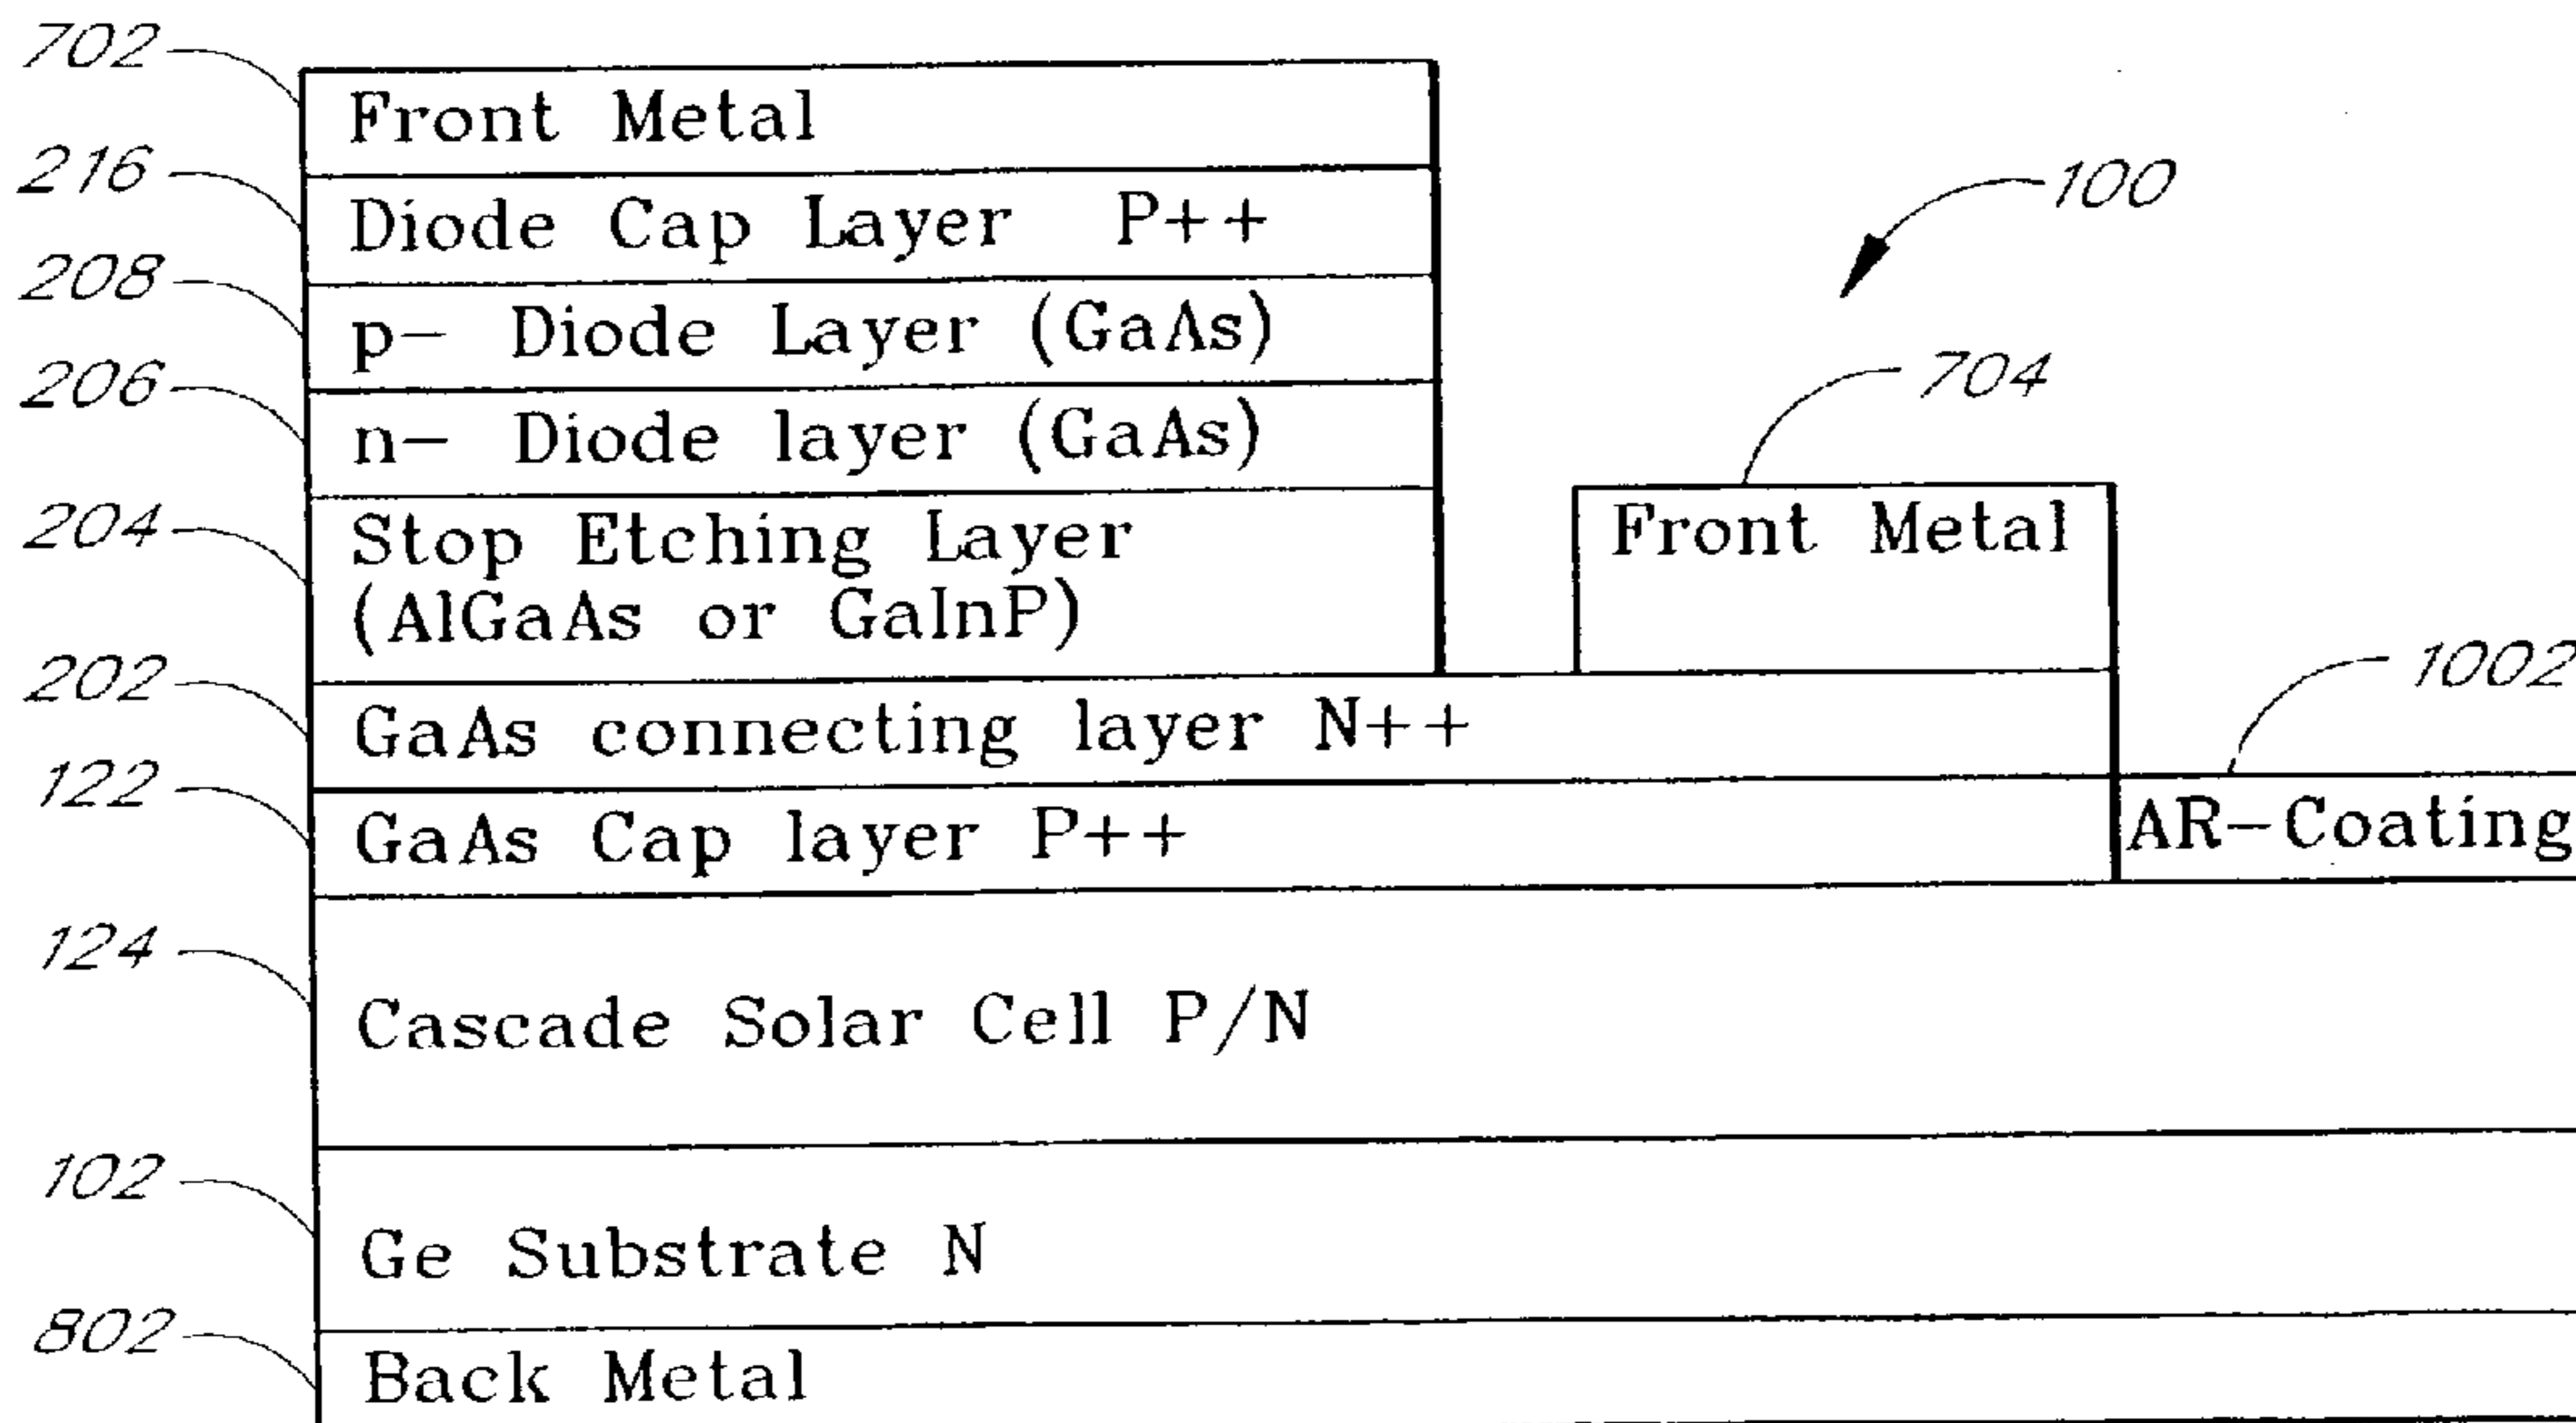 702
Front Metal
216
Diode Cap Layer P++
100
208
p- Diode Layer (GaAs)
206
n- Diode layer (GaAs)
704
204
Stop Etching Layer
(AlGaAs or GaInP)
Front Metal
202
GaAs connecting layer N++
1002
122
GaAs Cap layer P++
AR-Coating
124
Cascade Solar Cell P/N
102
Ge Substrate N
802
Back Metal